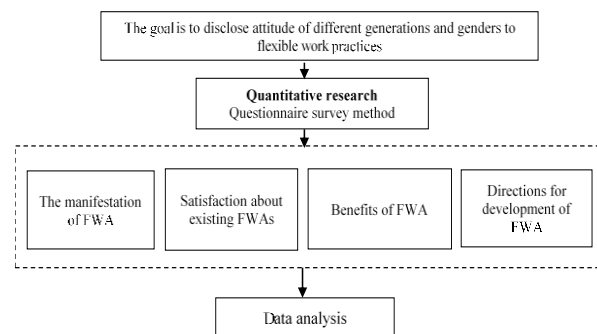 The goal is to disclose attitude of different generations and genders to
flexible work practices
Quantitative research
Questionnaire survey method
The manifestation
of FWA
Satisfaction about
existing FWAs
Benefits of FWA
Directions for
development of
FWA
Data analysis